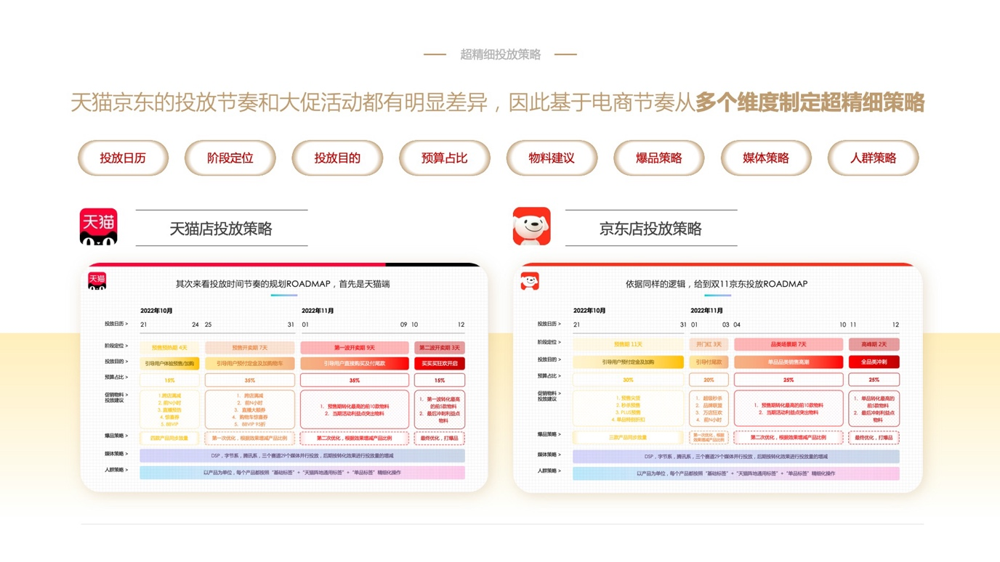 超精细投放策略
天猫京东的投放节奏和大促活动都有明显差异，因此基于电商节奏从多个维度制定超精细策略
投放日历
阶段定位
投放目的
预算占比
物料建议
爆品策略
媒体策略
人群策略
天猫
天猫店投放策略
京东店投放策略
天猫
其次来看投放时间节奏的规划ROADMAP，首先是天猫端
2022年10月 2022年11月
投放日历 > 21 24 25 31 01 09 10 12
阶段定位 > 预售预热期 4天 预售开卖期 7天 第一波开卖期 9天 第二波开卖期 3天
投放目的 > 引导用户体验预售/加购 引导用户预付定金及加购物车 引导用户直接购买及付尾款 买买买狂欢开启
预算占比 > 15% 35% 35% 15%
促销物料 >
投放建议
1.跨店满减
2.前N小时
3.直播预告
4.惊喜券
5.88VIP
1. 跨店满减
2. 前N小时
3. 直播大额券
4. 购物车惊喜券
5. 88VIP 95折
1. 预售期转化最高的前10款物料
2. 当期活动利益点突出物料
1. 第一波转化最高
的前5款物料
2. 最后冲刺利益点
物料
爆品策略 > 四款产品同步放量 第一次优化，根据效果增减产品比例 第二次优化，根据效果增减产品比例 最终优化，打爆品
媒体策略 > DSP，字节系，腾讯系，三个赛道29个媒体并行投放，后期按转化效果进行投放量的增减
人群策略 > 以产品为单位，每个产品都按照“基础标签”+“天猫阵地通用标签”+“单品标签”精细化操作
依据同样的逻辑，给到双11京东投放ROADMAP
2022年10月 2022年11月
投放日历 > 21 31 01 03 04 10 11 12
阶段定位 > 预售期 11天 开门红 3天 品类场景期 7天 高峰期 2天
投放目的 > 引导用户预付定金及加购 引导付尾款 单品品类销售高潮 全品类冲刺
预算占比 > 30% 20% 25% 25%
促销物料 >
投放建议
1. 预售尖货
2. 秒杀预售
3. PLUS预售
4. 单品特别折扣
1. 超级秒杀
2. 品牌联盟
3. 万店狂欢
4. 前N小时
1. 预售期转化最高的前10款物料
2. 当期活动利益点突出物料
1. 单品转化最高的
前5款物料
2. 最后冲刺利益点
物料
爆品策略 > 三款产品同步放量 第一次优化，根据
效果增减产品比例 第二次优化，根据效果增减产品比例 最终优化，打爆品
媒体策略 > DSP，字节系，腾讯系，三个赛道29个媒体并行投放，后期按转化效果进行投放量的增减
人群策略 > 以产品为单位，每个产品都按照“基础标签”+“天猫阵地通用标签”+“单品标签”精细化操作